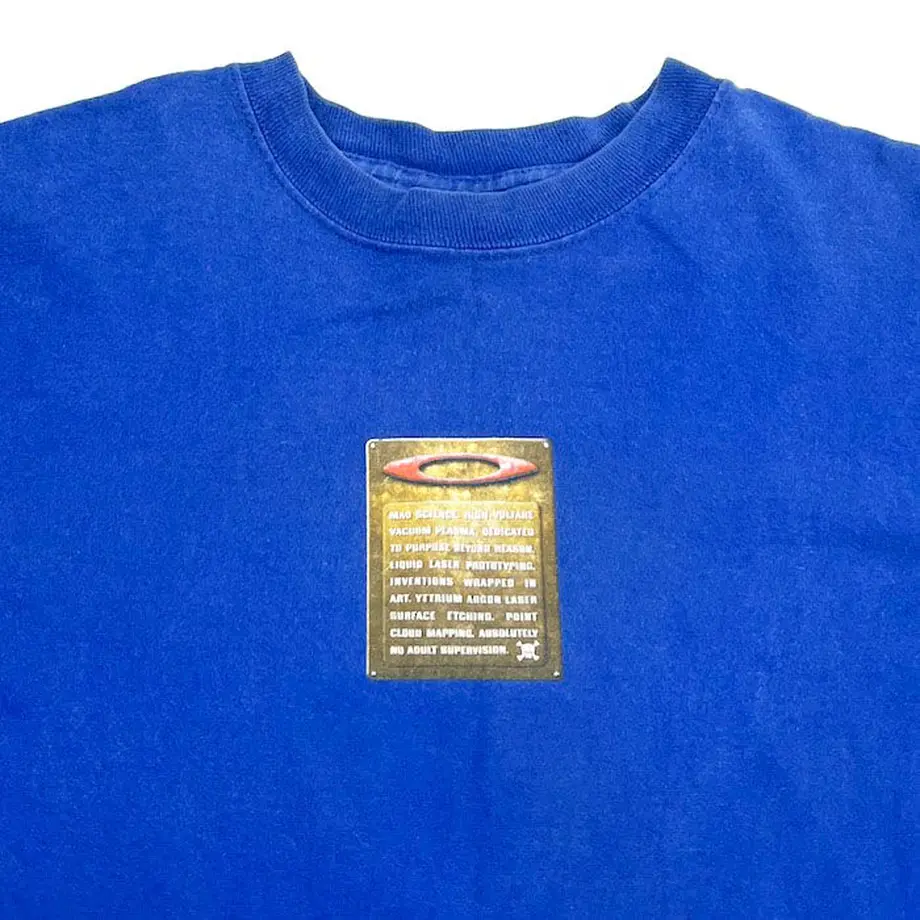 MAD SCIENCE. HIGH-VOLTAGE
VACUUM PLASMA. DEDICATED
TO PURPOSE BEYOND REASON.
LIQUID LASER PROTOTYPING.
INVENTIONS WRAPPED IN
ART. YTTRIUM ARGON LASER
SURFACE ETCHING. POINT
CLOUD MAPPING. ABSOLUTELY
NO ADULT SUPERVISION.